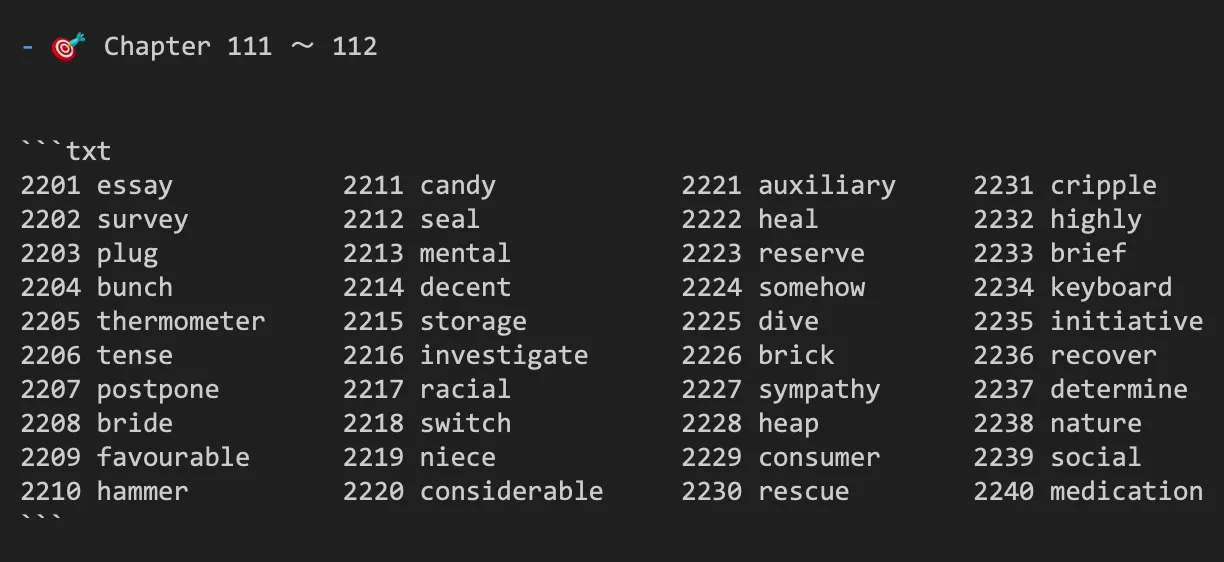 - 🎯 Chapter 111 ～ 112
```txt
2201 essay 2211 candy 2221 auxiliary 2231 cripple
2202 survey 2212 seal 2222 heal 2232 highly
2203 plug 2213 mental 2223 reserve 2233 brief
2204 bunch 2214 decent 2224 somehow 2234 keyboard
2205 thermometer 2215 storage 2225 dive 2235 initiative
2206 tense 2216 investigate 2226 brick 2236 recover
2207 postpone 2217 racial 2227 sympathy 2237 determine
2208 bride 2218 switch 2228 heap 2238 nature
2209 favourable 2219 niece 2229 consumer 2239 social
2210 hammer 2220 considerable 2230 rescue 2240 medication
```